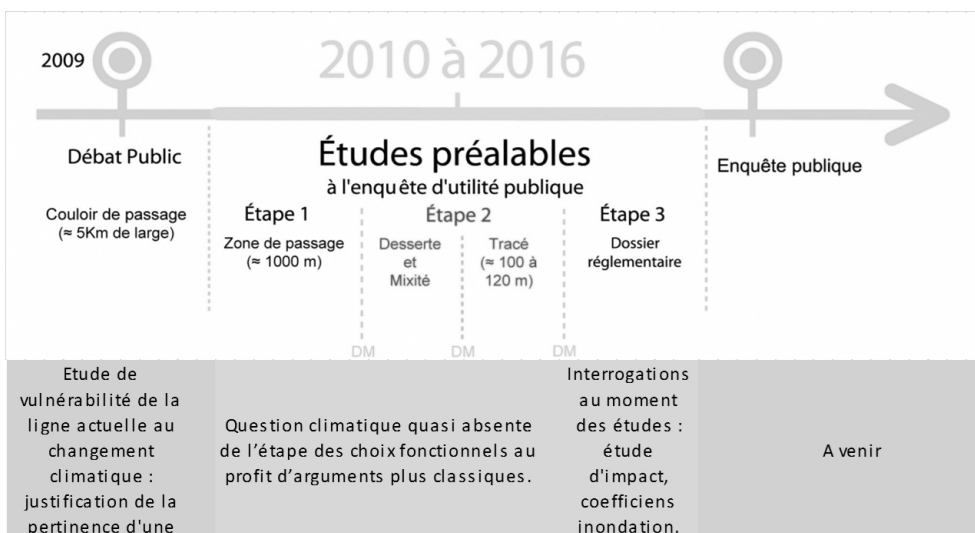 2009
2010 à 2016
Débat Public
Couloir de passage
(≈ 5Km de large)
Études préalables
à l'enquête d'utilité publique
Étape 1
Zone de passage
(≈ 1000 m)
Étape 2
Desserte
et
Mixité
Tracé
(≈ 100 à
120 m)
Étape 3
Dossier
réglementaire
Enquête publique
DM
DM
DM
Etude de
vulnérabilité de la
ligne actuelle au
changement
climatique :
justification de la
pertinence d'une
Question climatique quasi absente
de l'étape des choix fonctionnels au
profit d'arguments plus classiques.
Interrogations
au moment
des études :
étude
d'impact,
coefficiens
inondation.
A venir